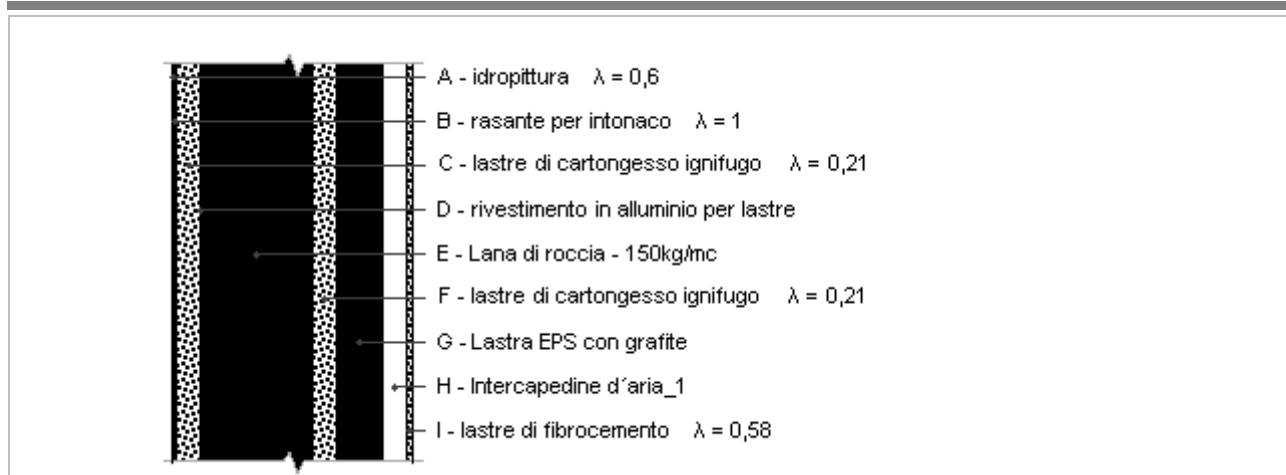 A - idropittura λ = 0,6
B - rasante per intonaco λ = 1
C - lastre di cartongesso ignifugo λ = 0,21
D - rivestimento in alluminio per lastre
E - Lana di roccia - 150kg/mc
F - lastre di cartongesso ignifugo λ = 0,21
G - Lastra EPS con grafite
H - Intercapedine d´aria_1
I - lastre di fibrocemento λ = 0,58